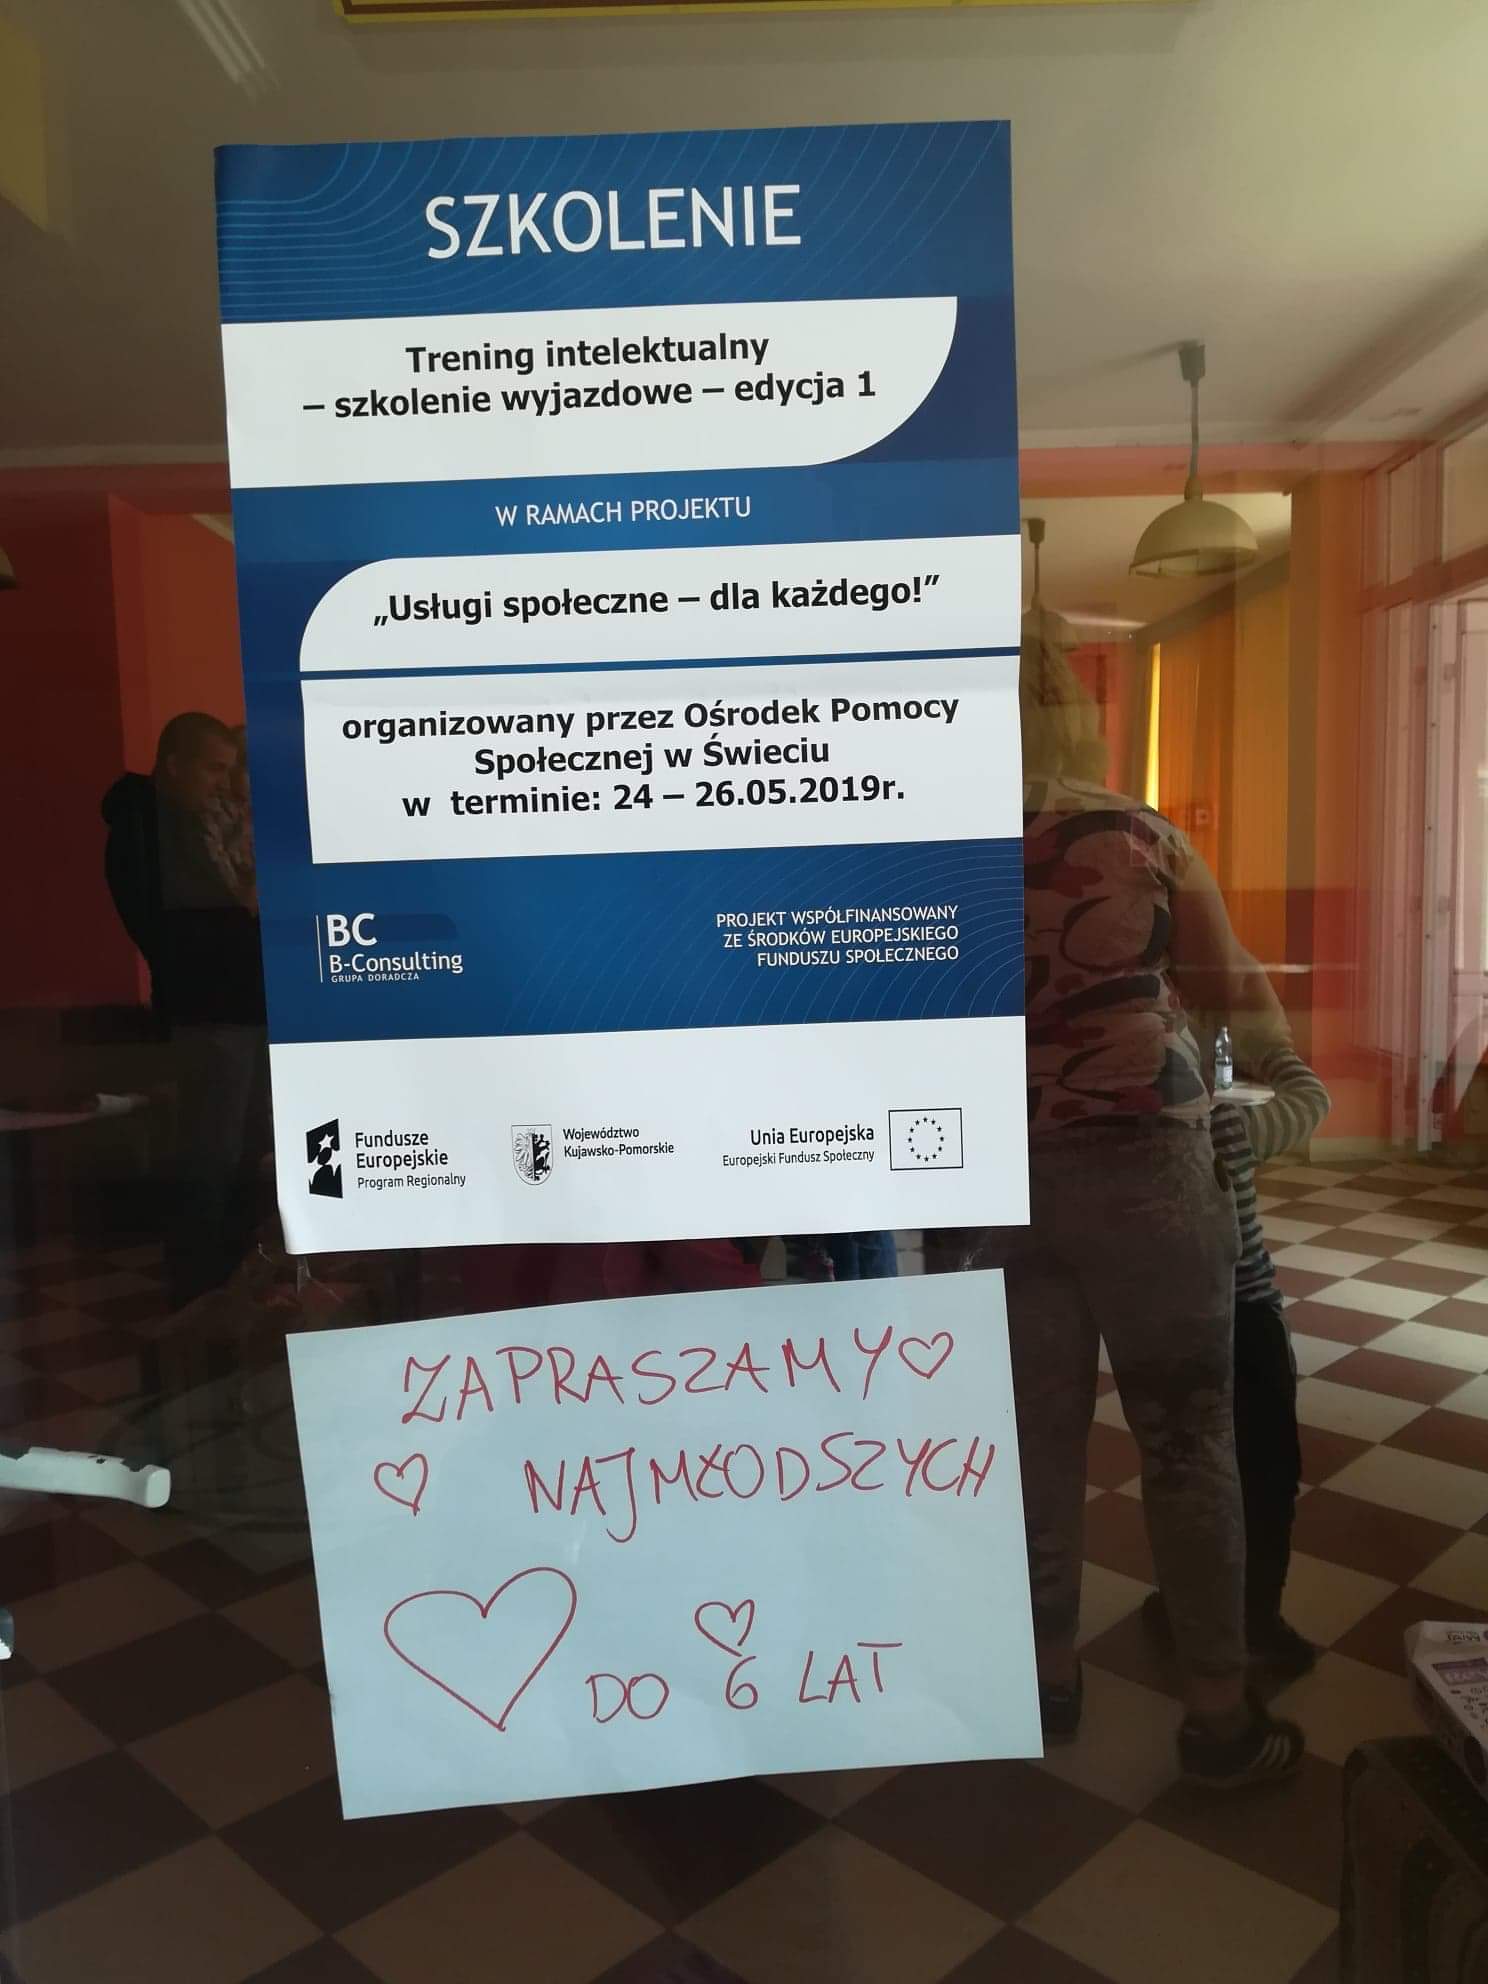 SZKOLENIE
Trening intelektualny
– szkolenie wyjazdowe – edycja 1
W RAMACH PROJEKTU
„Usługi społeczne – dla każdego!”
organizowany przez Ośrodek Pomocy
Społecznej w Świeciu
w terminie: 24 – 26.05.2019r.
BC
B-Consulting
GRUPA DORADCZA
PROJEKT WSPÓŁFINANSOWANY
ZE ŚRODKÓW EUROPEJSKIEGO
FUNDUSZU SPOŁECZNEGO
Fundusze
Europejskie
Program Regionalny
Województwo
Kujawsko-Pomorskie
Unia Europejska
Europejski Fundusz Społeczny
ZAPRASZAMY
NAJMŁODSZYCH
DO 6 LAT